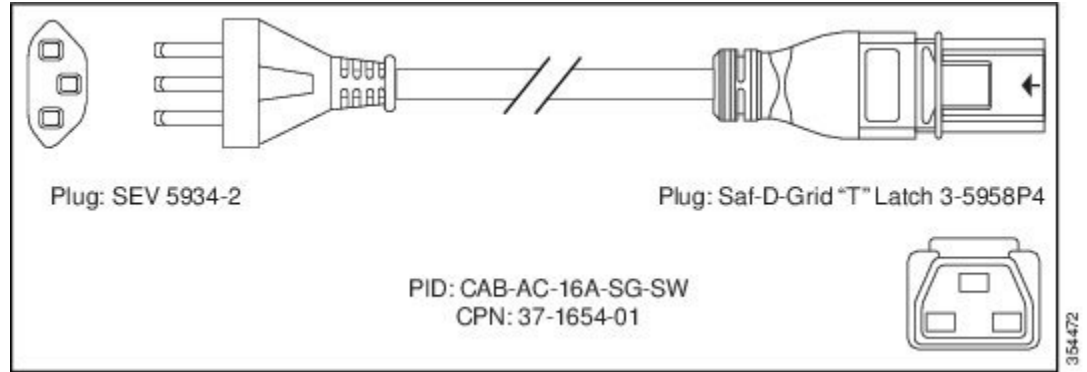 Plug: SEV 5934-2
Plug: Saf-D-Grid “T” Latch 3-5958P4
PID: CAB-AC-16A-SG-SW
CPN: 37-1654-01
354472